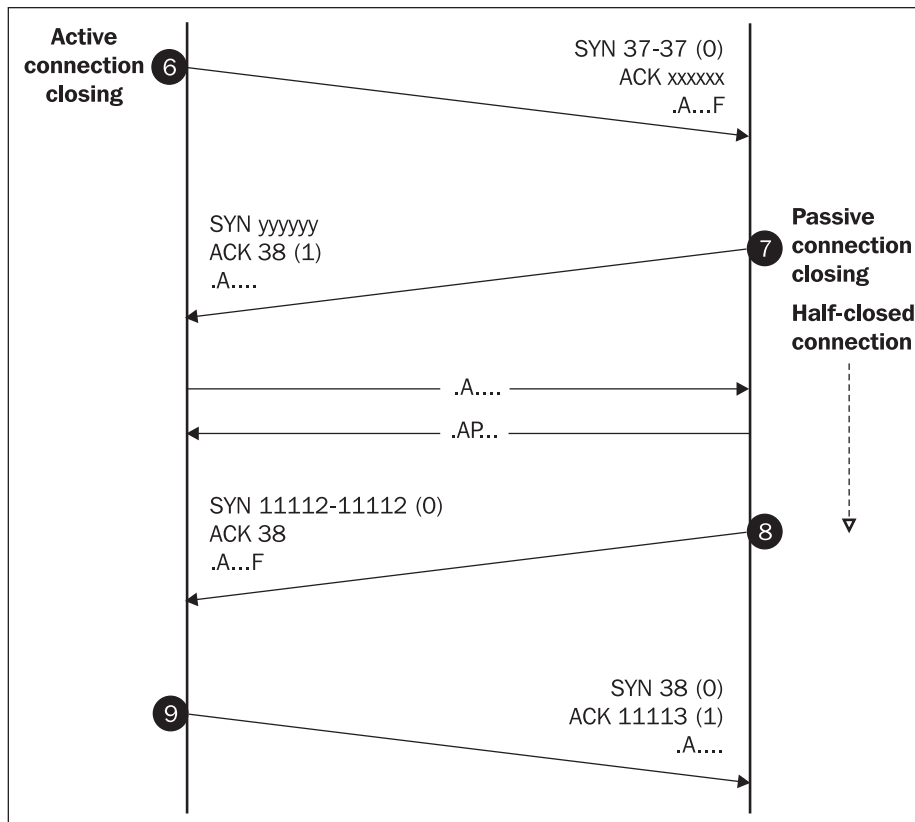 Active
connection
closing
6
SYN 37-37 (0)
ACK xxxxxx
.A...F
SYN yyyyyy
ACK 38 (1)
.A....
7
Passive
connection
closing
Half-closed
connection
.A....
.AP...
SYN 11112-11112 (0)
ACK 38
.A...F
8
9
SYN 38 (0)
ACK 11113 (1)
.A....